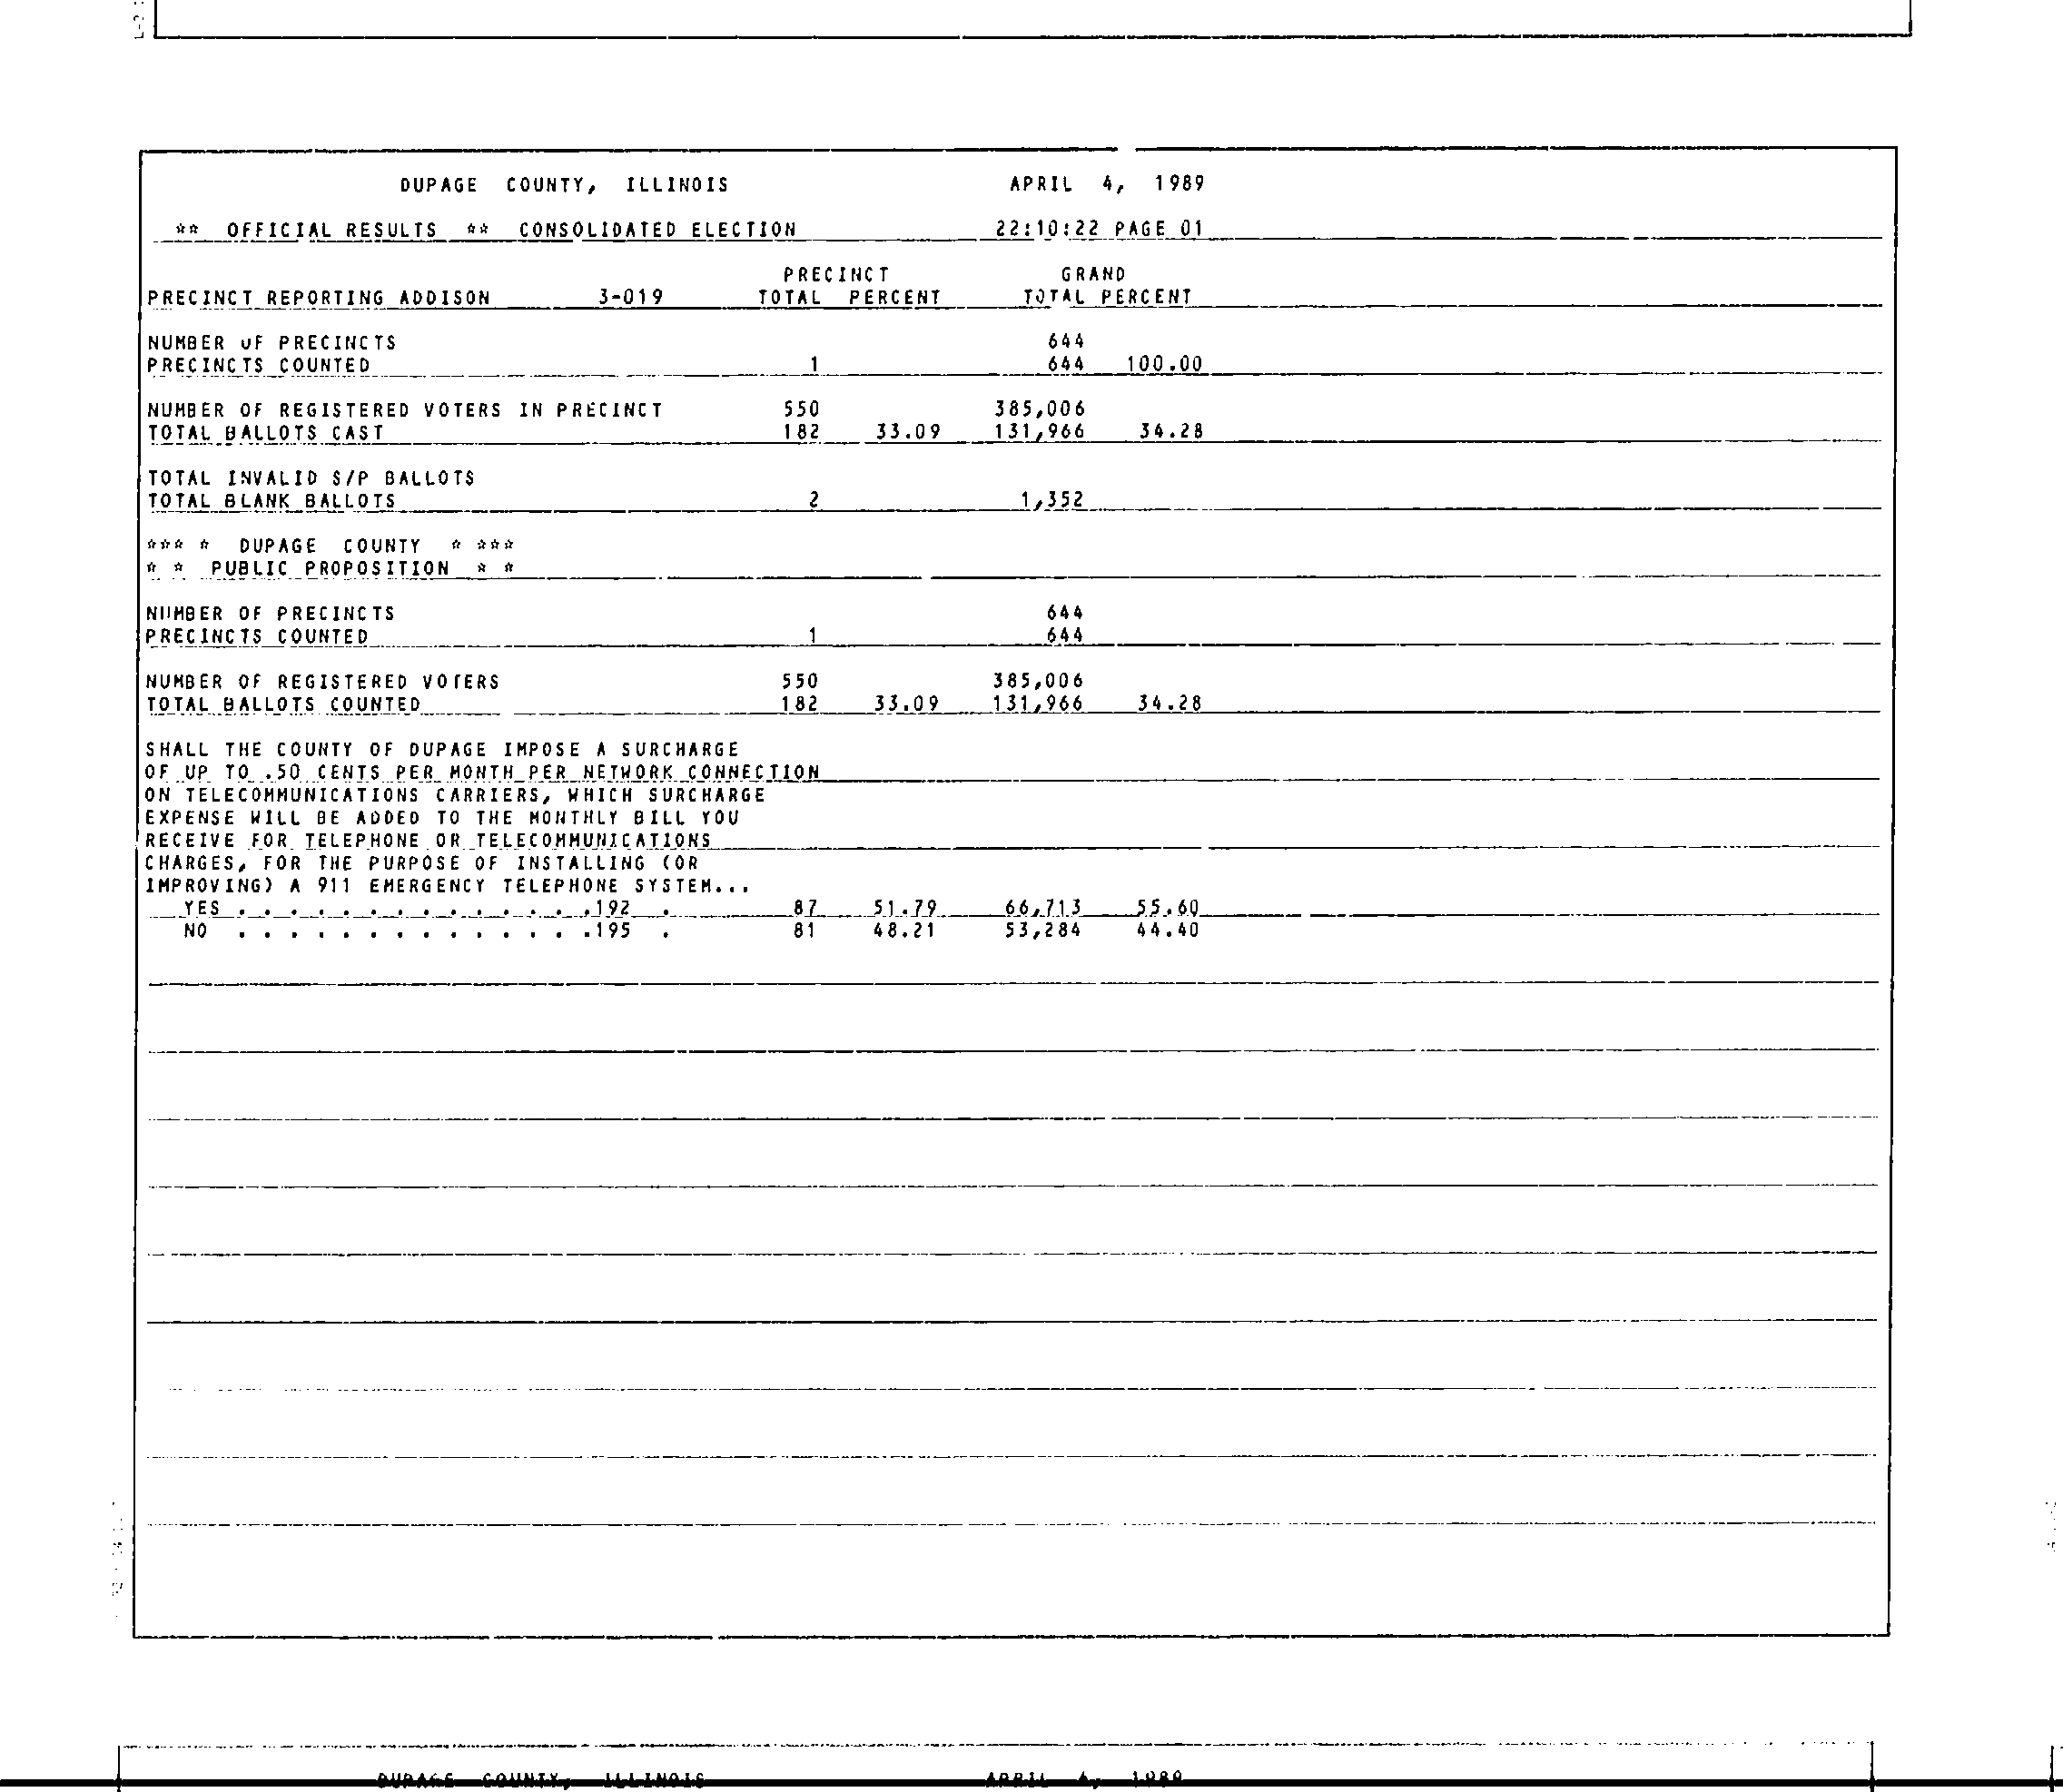 DUPAGE COUNTY, ILLINOIS APRIL 4, 1989
** OFFICIAL RESULTS ** CONSOLIDATED ELECTION 22:10:22 PAGE 01
PRECINCT GRAND
PRECINCT REPORTING ADDISON 3-019 TOTAL PERCENT TOTAL PERCENT
NUMBER OF PRECINCTS 644
PRECINCTS COUNTED 1 644 100.00
NUMBER OF REGISTERED VOTERS IN PRECINCT 550 385,006
TOTAL BALLOTS CAST 182 33.09 131,966 34.28
TOTAL INVALID S/P BALLOTS
TOTAL BLANK BALLOTS 2 1,352
*** * DUPAGE COUNTY * ***
* * PUBLIC PROPOSITION * *
NUMBER OF PRECINCTS 644
PRECINCTS COUNTED 1 644
NUMBER OF REGISTERED VOTERS 550 385,006
TOTAL BALLOTS COUNTED 182 33.09 131,966 34.28
SHALL THE COUNTY OF DUPAGE IMPOSE A SURCHARGE
OF UP TO .50 CENTS PER MONTH PER NETWORK CONNECTION
ON TELECOMMUNICATIONS CARRIERS, WHICH SURCHARGE
EXPENSE WILL BE ADDED TO THE MONTHLY BILL YOU
RECEIVE FOR TELEPHONE OR TELECOMMUNICATIONS
CHARGES, FOR THE PURPOSE OF INSTALLING (OR
IMPROVING) A 911 EMERGENCY TELEPHONE SYSTEM...
YES . . . . . . . . . . . . . .192 . 87 51.79 66,713 55.60
NO . . . . . . . . . . . . . .195 . 81 48.21 53,284 44.40
DUPAGE COUNTY, ILLINOIS APRIL 4, 1989